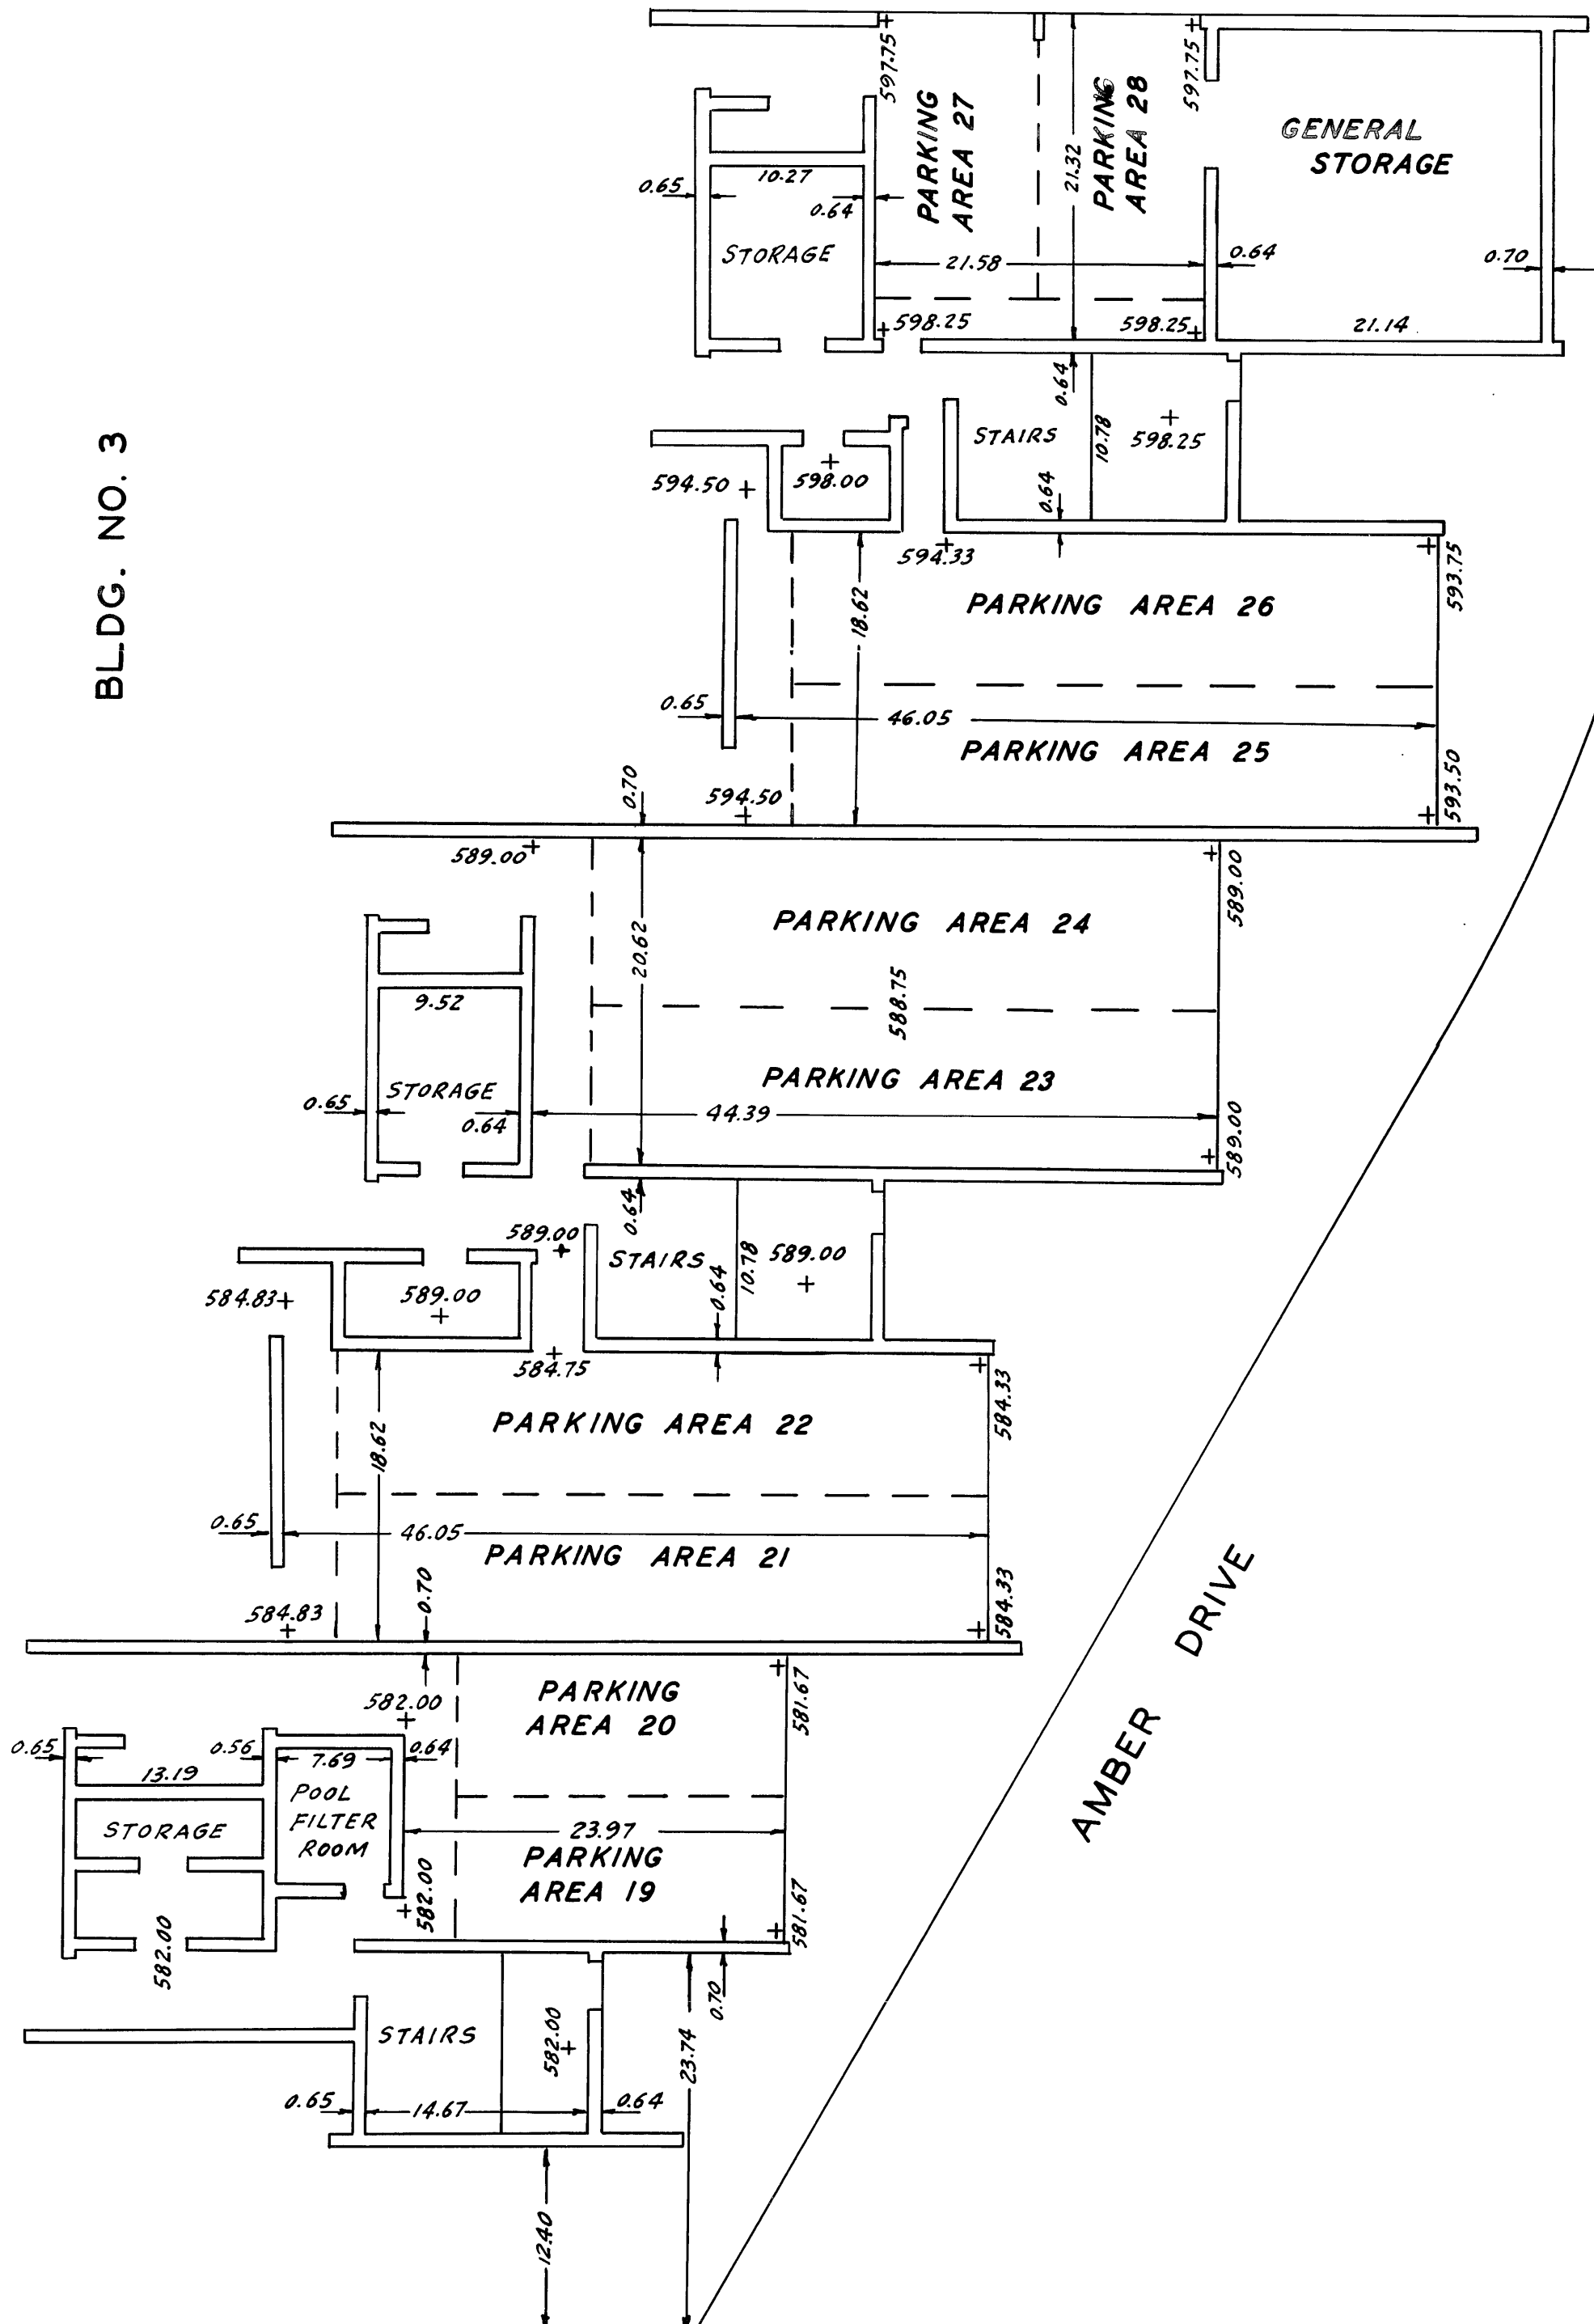 BLDG. NO. 3
597.75
PARKING
AREA 27
21.32
PARKING
AREA 28
597.75
GENERAL
STORAGE
0.65
10.27
0.64
STORAGE
21.58
0.64
0.70
598.25
598.25
21.14
0.64
STAIRS
10.78
598.25
594.50
598.00
0.64
594.33
593.75
18.62
PARKING AREA 26
0.65
46.05
PARKING AREA 25
593.50
0.70
594.50
589.00
589.00
20.62
PARKING AREA 24
9.52
588.75
PARKING AREA 23
STORAGE
0.65
0.64
44.39
589.00
0.64
589.00
STAIRS
10.78
589.00
584.83
589.00
0.64
584.75
584.33
PARKING AREA 22
18.62
0.65
46.05
PARKING AREA 21
0.70
584.33
584.83
AMBER DRIVE
582.00
PARKING
AREA 20
581.67
0.65
0.56
7.69
0.64
13.19
POOL
FILTER
ROOM
STORAGE
23.97
PARKING
AREA 19
582.00
581.67
582.00
0.70
STAIRS
582.00
23.74
0.65
14.67
0.64
12.40